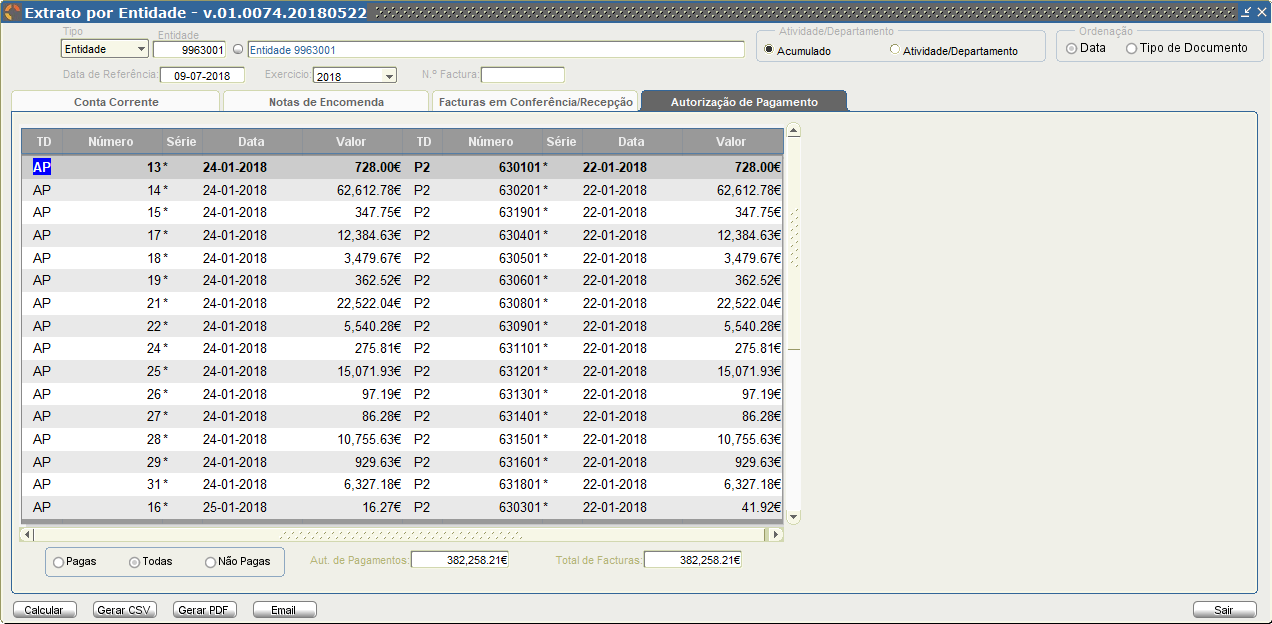 Extrato por Entidade - v.01.0074.20180522
Tipo Entidade Atividade/Departamento Ordenação
Entidade 9963001 Entidade 9963001 Acumulado Atividade/Departamento Data Tipo de Documento
Data de Referência: 09-07-2018 Exercicio: 2018 N.º Factura:
Conta Corrente Notas de Encomenda Facturas em Conferência/Recepção Autorização de Pagamento
TD Número Série Data Valor TD Número Série Data Valor
AP 13 * 24-01-2018 728.00€ P2 630101 * 22-01-2018 728.00€
AP 14 * 24-01-2018 62,612.78€ P2 630201 * 22-01-2018 62,612.78€
AP 15 * 24-01-2018 347.75€ P2 631901 * 22-01-2018 347.75€
AP 17 * 24-01-2018 12,384.63€ P2 630401 * 22-01-2018 12,384.63€
AP 18 * 24-01-2018 3,479.67€ P2 630501 * 22-01-2018 3,479.67€
AP 19 * 24-01-2018 362.52€ P2 630601 * 22-01-2018 362.52€
AP 21 * 24-01-2018 22,522.04€ P2 630801 * 22-01-2018 22,522.04€
AP 22 * 24-01-2018 5,540.28€ P2 630901 * 22-01-2018 5,540.28€
AP 24 * 24-01-2018 275.81€ P2 631101 * 22-01-2018 275.81€
AP 25 * 24-01-2018 15,071.93€ P2 631201 * 22-01-2018 15,071.93€
AP 26 * 24-01-2018 97.19€ P2 631301 * 22-01-2018 97.19€
AP 27 * 24-01-2018 86.28€ P2 631401 * 22-01-2018 86.28€
AP 28 * 24-01-2018 10,755.63€ P2 631501 * 22-01-2018 10,755.63€
AP 29 * 24-01-2018 929.63€ P2 631601 * 22-01-2018 929.63€
AP 31 * 24-01-2018 6,327.18€ P2 631801 * 22-01-2018 6,327.18€
AP 16 * 25-01-2018 16.27€ P2 630301 * 22-01-2018 41.92€
Pagas Todas Não Pagas Aut. de Pagamentos: 382,258.21€ Total de Facturas: 382,258.21€
Calcular Gerar CSV Gerar PDF Email Sair